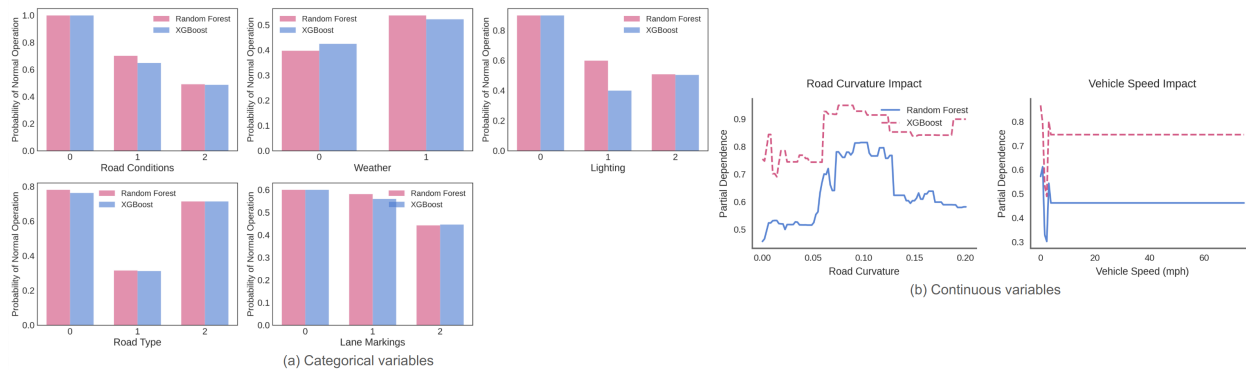 Probability of Normal Operation
1.0
0.8
0.6
0.4
0.2
0.0
Random Forest
XGBoost
0 1 2
Road Conditions
Probability of Normal Operation
0.5
0.4
0.3
0.2
0.1
0.0
Random Forest
XGBoost
0 1
Weather
Probability of Normal Operation
0.8
0.6
0.4
0.2
0.0
Random Forest
XGBoost
0 1 2
Lighting
Probability of Normal Operation
0.8
0.6
0.4
0.2
0.0
Random Forest
XGBoost
0 1 2
Road Type
Probability of Normal Operation
0.6
0.5
0.4
0.3
0.2
0.1
0.0
Random Forest
XGBoost
0 1 2
Lane Markings
(a) Categorical variables
Road Curvature Impact
Partial Dependence
0.9
0.8
0.7
0.6
0.5
Random Forest
XGBoost
0.00 0.05 0.10 0.15 0.20
Road Curvature
Vehicle Speed Impact
Partial Dependence
0.8
0.7
0.6
0.5
0.4
0.3
0 20 40 60
Vehicle Speed (mph)
(b) Continuous variables